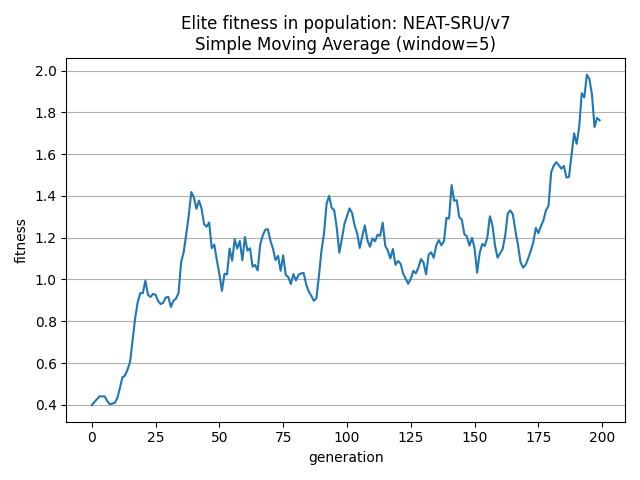 Elite fitness in population: NEAT-SRU/v7
Simple Moving Average (window=5)
fitness
2.0
1.8
1.6
1.4
1.2
1.0
0.8
0.6
0.4
0 25 50 75 100 125 150 175 200
generation